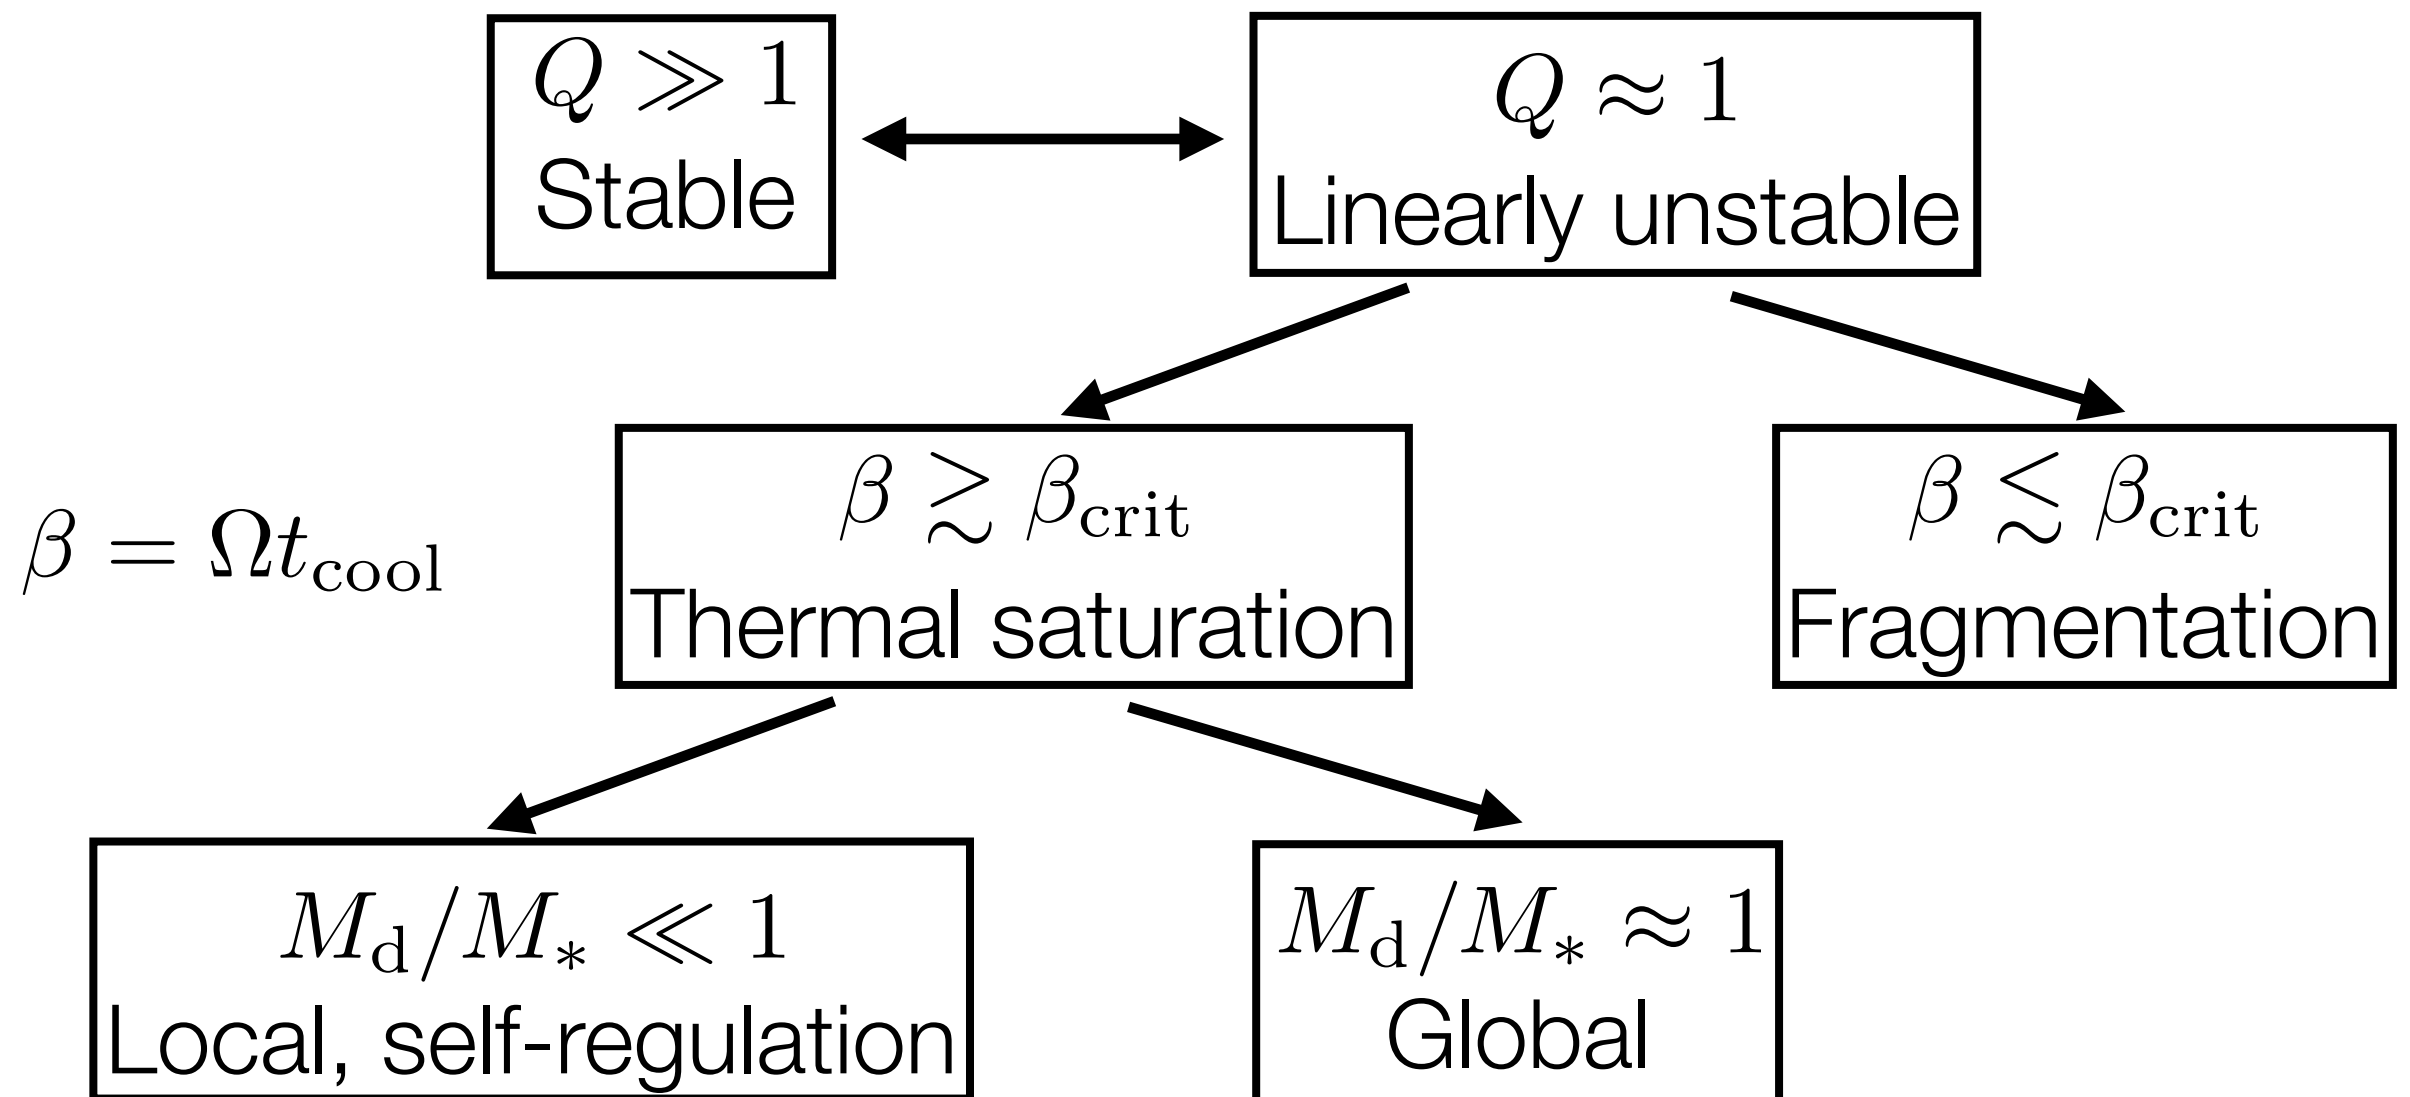 Q ≫ 1
Stable
Q ≈ 1
Linearly unstable
β = Ωt_cool
β ≳ β_crit
Thermal saturation
β ≲ β_crit
Fragmentation
M_d/M_* ≪ 1
Local, self-regulation
M_d/M_* ≈ 1
Global